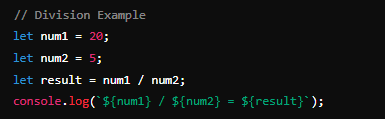 // Division Example
let num1 = 20;
let num2 = 5;
let result = num1 / num2;
console.log(`${num1} / ${num2} = ${result}`);